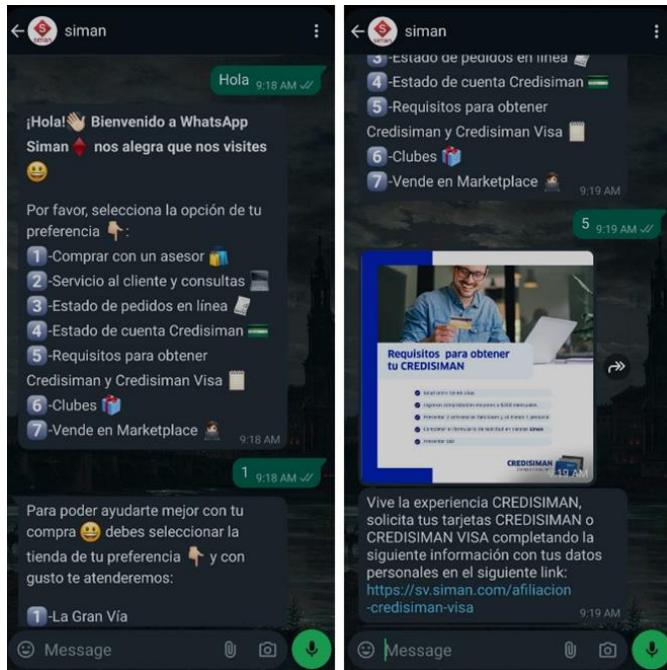 siman
Hola 9:18 AM
¡Hola!👋🏻 Bienvenido a WhatsApp
Siman♦️ nos alegra que nos visites
😀
Por favor, selecciona la opción de tu
preferencia 👇🏻:
1-Comprar con un asesor 🛍️
2-Servicio al cliente y consultas 💻
3-Estado de pedidos en línea 🧾
4-Estado de cuenta Credisiman 💳
5-Requisitos para obtener
Credisiman y Credisiman Visa 🗒️
6-Clubes 🎁
7-Vende en Marketplace 👩🏻‍💻
9:18 AM
1 9:18 AM
Para poder ayudarte mejor con tu
compra 😀 debes seleccionar la
tienda de tu preferencia 👇🏻 y con
gusto te atenderemos:
1-La Gran Vía
Message
siman
3-Estado de pedidos en línea 🧾
4-Estado de cuenta Credisiman 💳
5-Requisitos para obtener
Credisiman y Credisiman Visa 🗒️
6-Clubes 🎁
7-Vende en Marketplace 👩🏻‍💻
9:19 AM
5 9:19 AM
Requisitos para obtener
tu CREDISIMAN
CREDISIMAN
9:19 AM
Vive la experiencia CREDISIMAN,
solicita tus tarjetas CREDISIMAN o
CREDISIMAN VISA completando la
siguiente información con tus datos
personales en el siguiente link:
https://sv.siman.com/afiliacion
-credisiman-visa
9:19 AM
Message